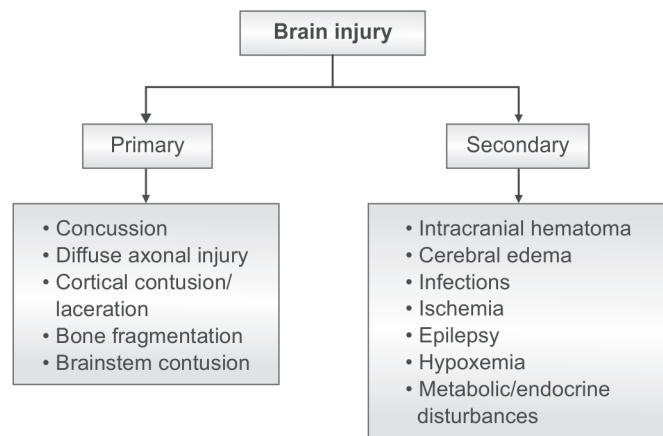 Brain injury
Primary
Secondary
• Concussion
• Diffuse axonal injury
• Cortical contusion/
laceration
• Bone fragmentation
• Brainstem contusion
• Intracranial hematoma
• Cerebral edema
• Infections
• Ischemia
• Epilepsy
• Hypoxemia
• Metabolic/endocrine
disturbances